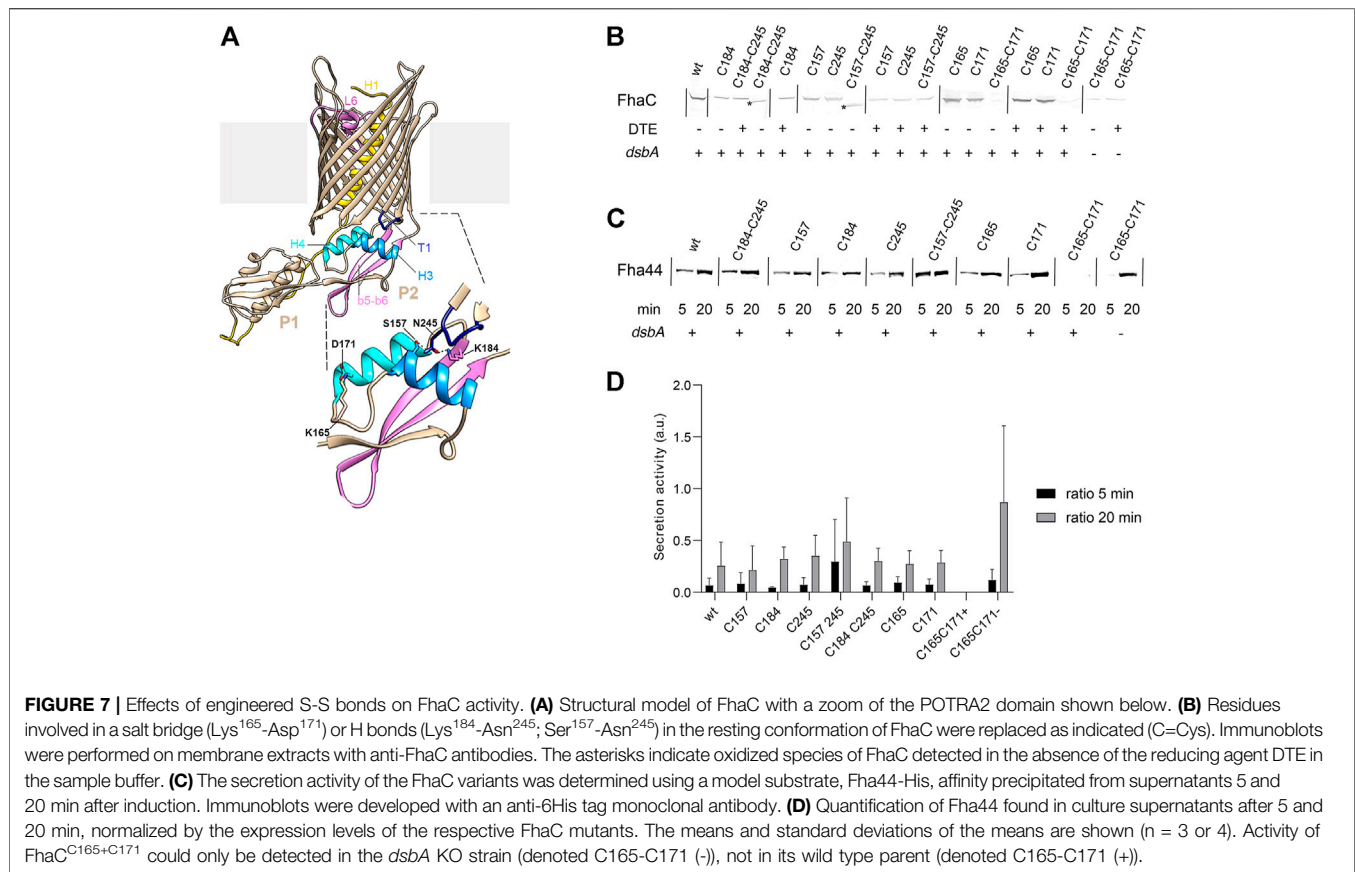 A
H1
L6
H4
T1
H3
b5-b6
P2
P1
S157 N245
D171
K184
K165
B
wt
C184
C184-C245
C184-C245
C184
C157
C245
C157-C245
C157
C245
C157-C245
C165
C171
C165-C171
C165
C171
C165-C171
C165-C171
C165-C171
FhaC
*
*
DTE - - + - + - - - + + + - - - + + + - +
dsbA + + + + + + + + + + + + + + + + + - -
C
wt
C184-C245
C157
C184
C245
C157-C245
C165
C171
C165-C171
C165-C171
Fha44
min 5 20 5 20 5 20 5 20 5 20 5 20 5 20 5 20 5 20 5 20
dsbA + + + + + + + + + -
D
Secretion activity (a.u.)
2.0
1.5
1.0
0.5
0.0
ratio 5 min
ratio 20 min
wt
C157
C184
C245
C157 245
C184 C245
C165
C171
C165C171+
C165C171-
FIGURE 7 | Effects of engineered S-S bonds on FhaC activity. (A) Structural model of FhaC with a zoom of the POTRA2 domain shown below. (B) Residues
involved in a salt bridge (Lys165-Asp171) or H bonds (Lys184-Asn245; Ser157-Asn245) in the resting conformation of FhaC were replaced as indicated (C=Cys). Immunoblots
were performed on membrane extracts with anti-FhaC antibodies. The asterisks indicate oxidized species of FhaC detected in the absence of the reducing agent DTE in
the sample buffer. (C) The secretion activity of the FhaC variants was determined using a model substrate, Fha44-His, affinity precipitated from supernatants 5 and
20 min after induction. Immunoblots were developed with an anti-6His tag monoclonal antibody. (D) Quantification of Fha44 found in culture supernatants after 5 and
20 min, normalized by the expression levels of the respective FhaC mutants. The means and standard deviations of the means are shown (n = 3 or 4). Activity of
FhaCC165+C171 could only be detected in the dsbA KO strain (denoted C165-C171 (-)), not in its wild type parent (denoted C165-C171 (+)).